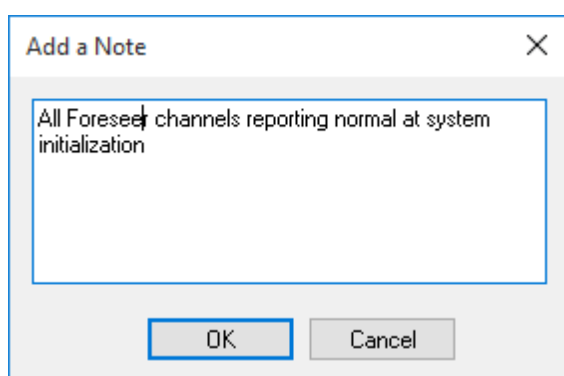 Add a Note
All Foreseer channels reporting normal at system
initialization
OK
Cancel